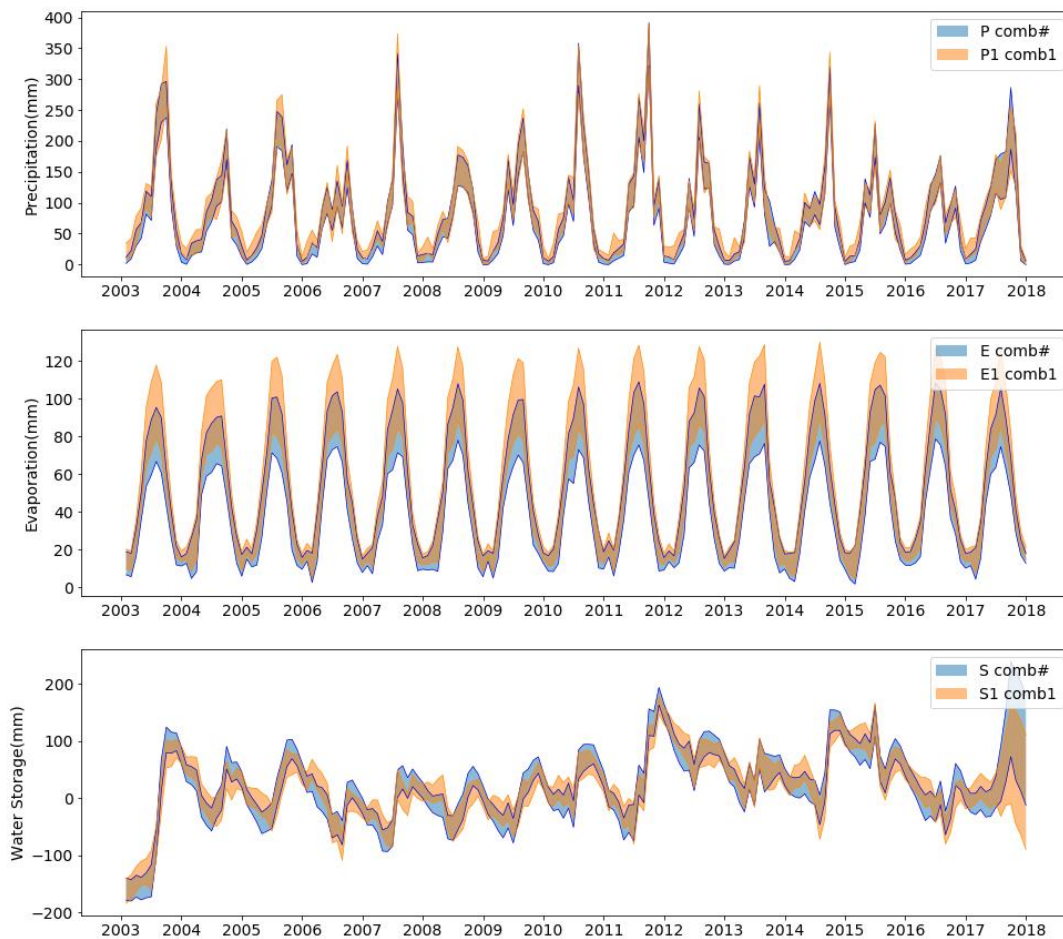 400
350
300
250
200
150
100
50
0
Precipitation(mm)
P comb#
P1 comb1
2003 2004 2005 2006 2007 2008 2009 2010 2011 2012 2013 2014 2015 2016 2017 2018
120
100
80
60
40
20
0
Evaporation(mm)
E comb#
E1 comb1
2003 2004 2005 2006 2007 2008 2009 2010 2011 2012 2013 2014 2015 2016 2017 2018
200
100
0
−100
−200
Water Storage(mm)
S comb#
S1 comb1
2003 2004 2005 2006 2007 2008 2009 2010 2011 2012 2013 2014 2015 2016 2017 2018